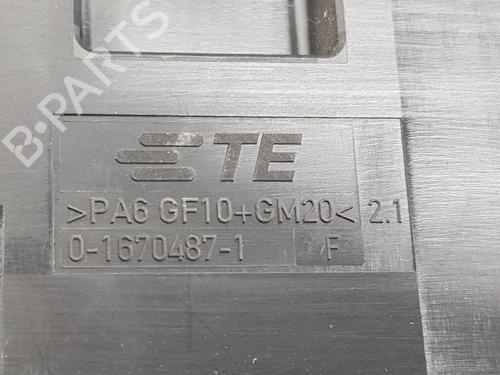 TE
>PA6 GF10+GM20< 2.1
0-1670487-1 F
B-PARTS